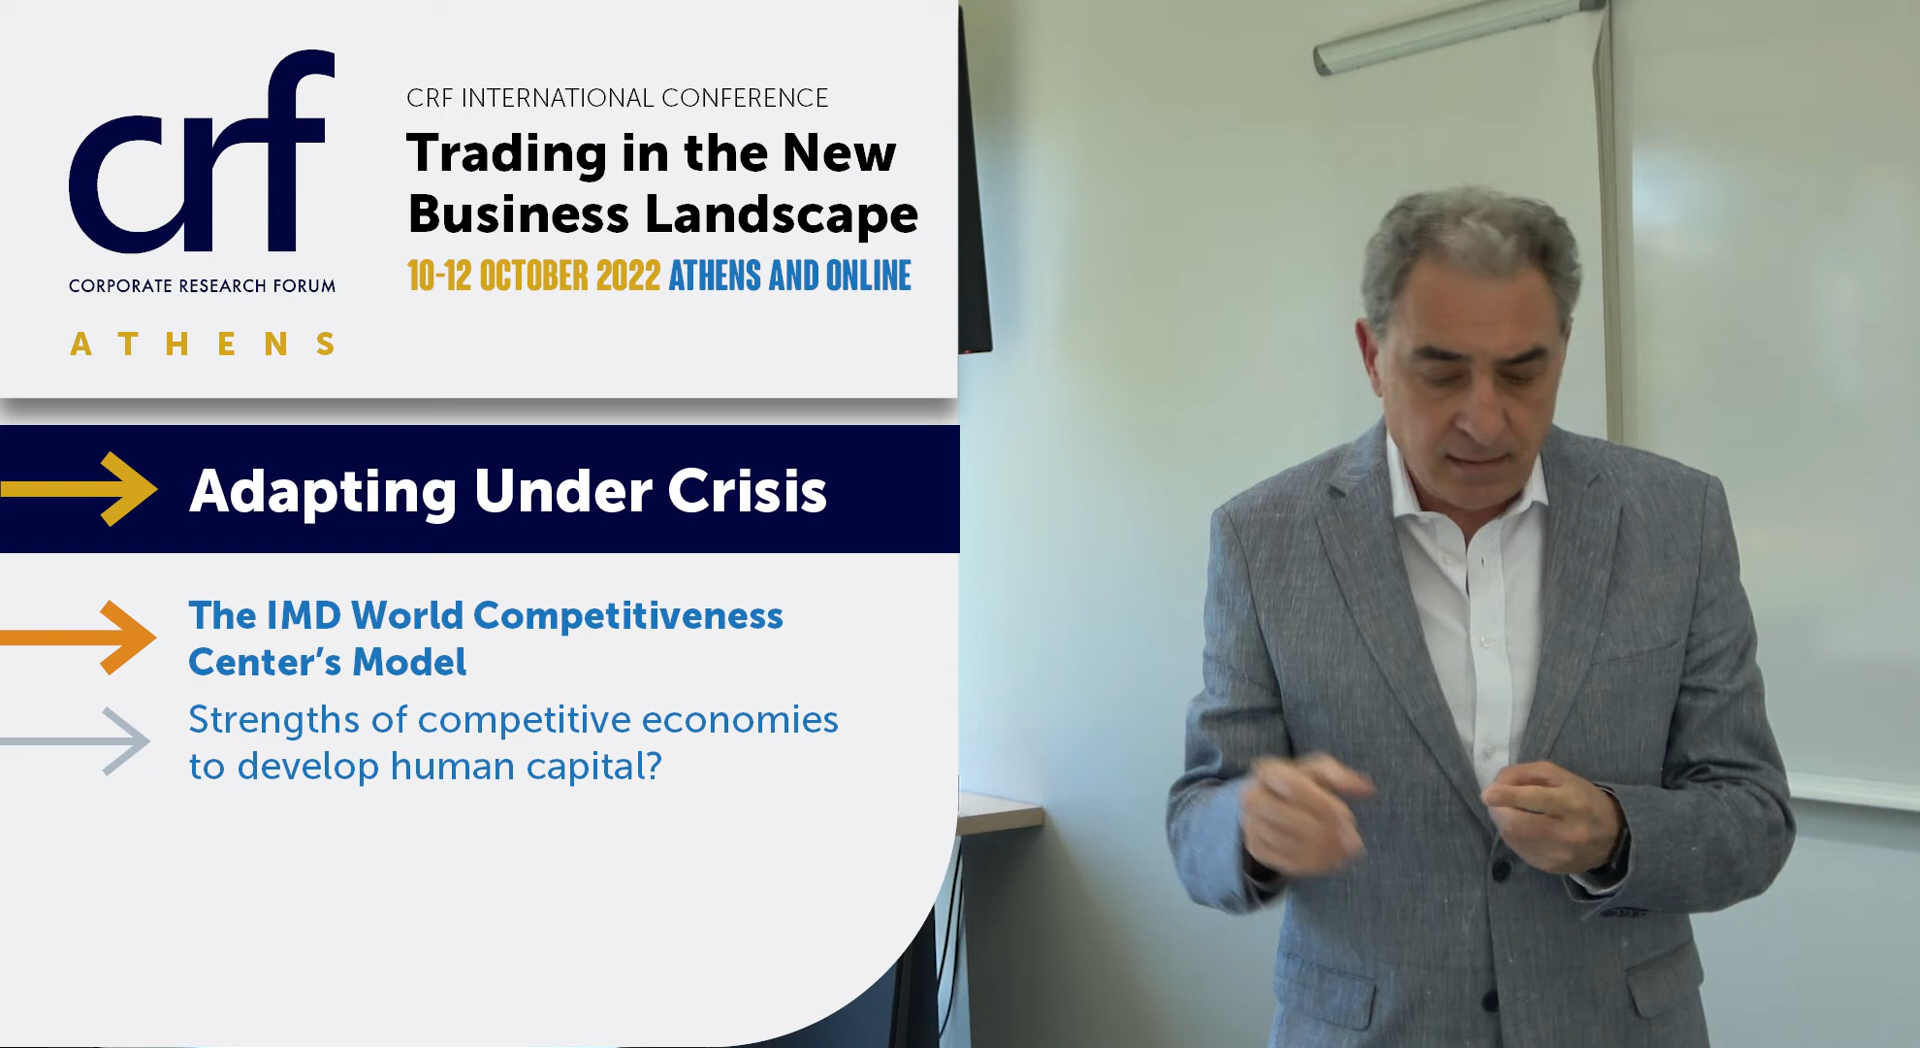 crf
CORPORATE RESEARCH FORUM
ATHENS
CRF INTERNATIONAL CONFERENCE
Trading in the New
Business Landscape
10-12 OCTOBER 2022 ATHENS AND ONLINE
Adapting Under Crisis
The IMD World Competitiveness
Center’s Model
Strengths of competitive economies
to develop human capital?